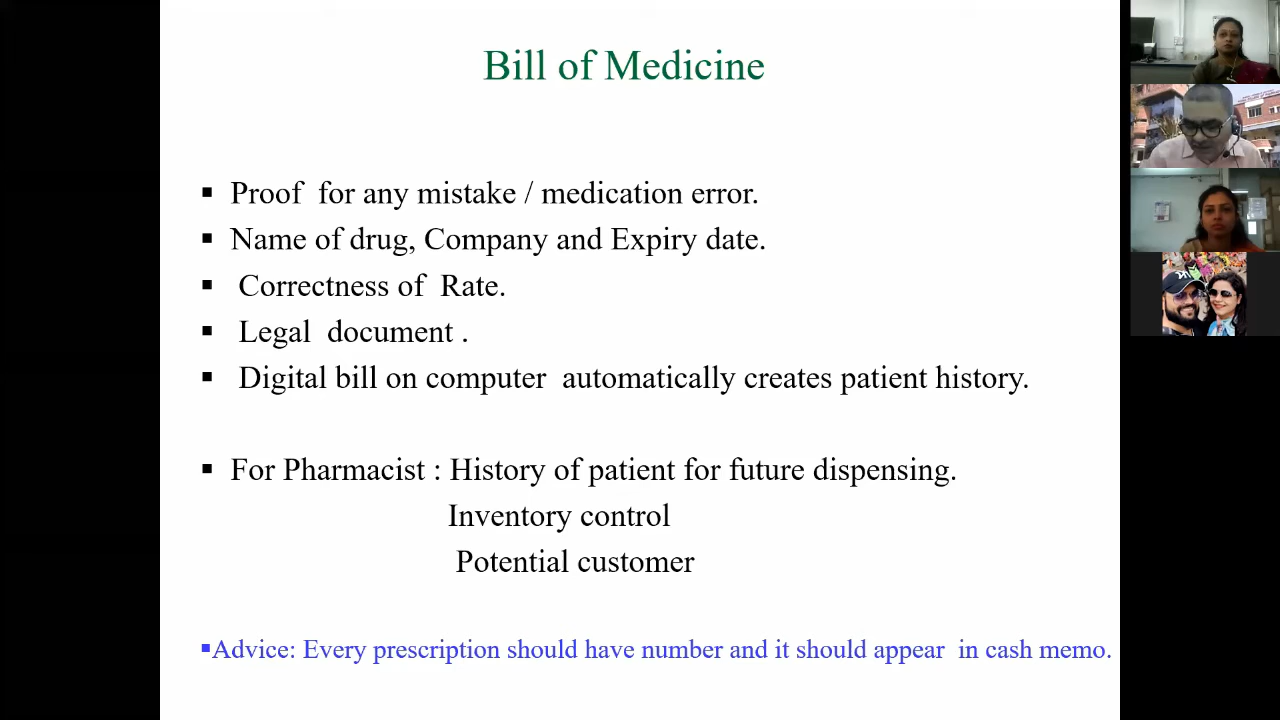 Bill of Medicine
▪ Proof for any mistake / medication error.
▪ Name of drug, Company and Expiry date.
▪ Correctness of Rate.
▪ Legal document .
▪ Digital bill on computer automatically creates patient history.
▪ For Pharmacist : History of patient for future dispensing.
Inventory control
Potential customer
▪Advice: Every prescription should have number and it should appear in cash memo.